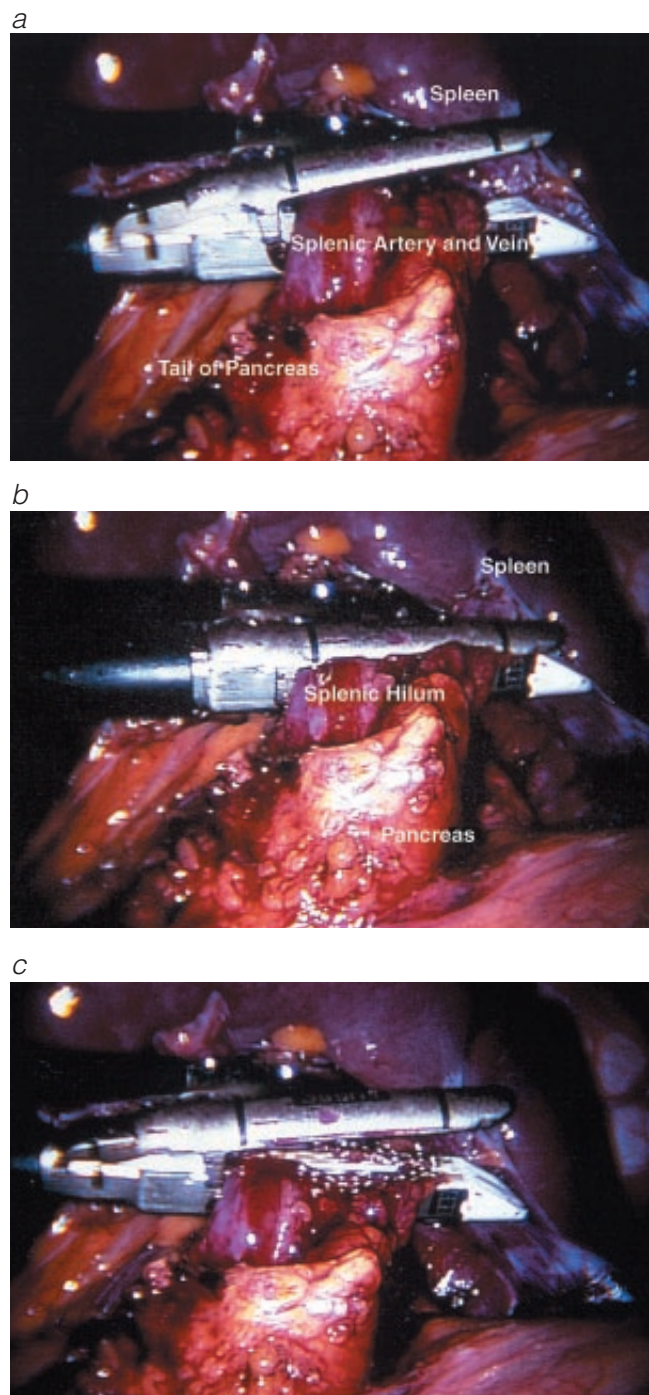 a
Spleen
Splenic Artery and Vein
Tail of Pancreas
b
Spleen
Splenic Hilum
Pancreas
c